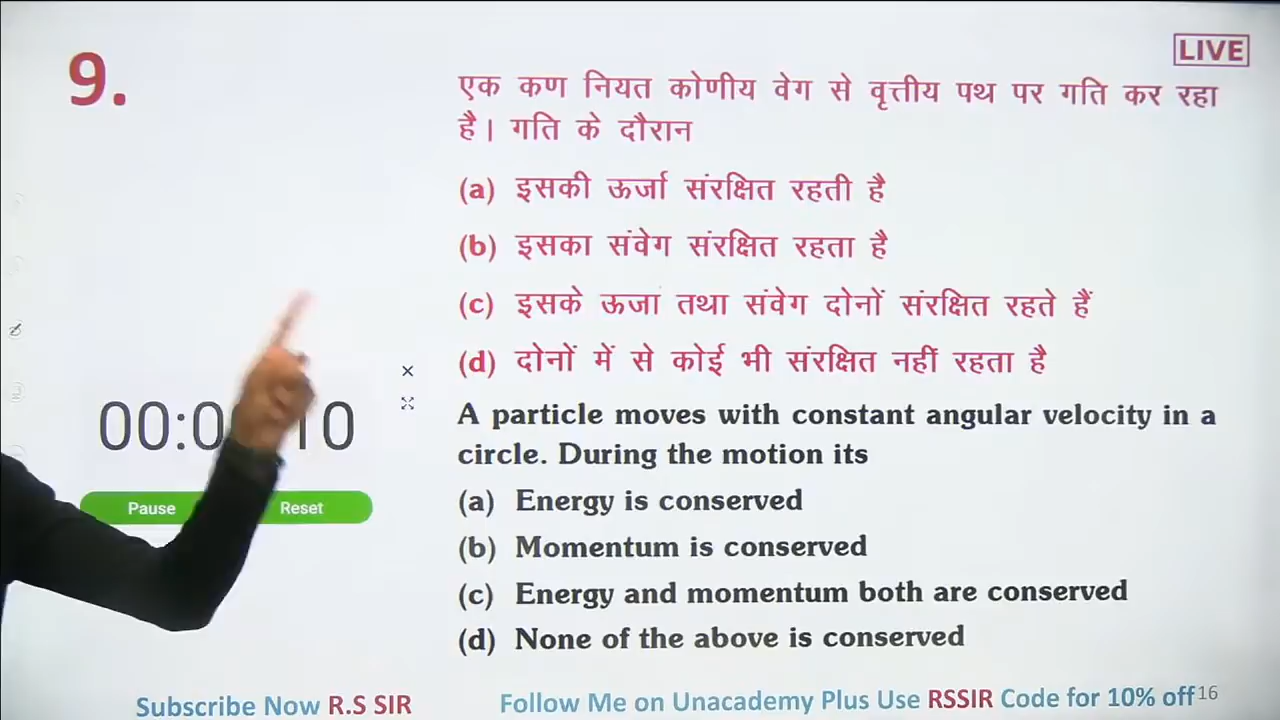 LIVE
9.
एक कण नियत कोणीय वेग से वृत्तीय पथ पर गति कर रहा
है। गति के दौरान
(a) इसकी ऊर्जा संरक्षित रहती है
(b) इसका संवेग संरक्षित रहता है
(c) इसके ऊर्जा तथा संवेग दोनों संरक्षित रहते हैं
(d) दोनों में से कोई भी संरक्षित नहीं रहता है
A particle moves with constant angular velocity in a
circle. During the motion its
(a) Energy is conserved
(b) Momentum is conserved
(c) Energy and momentum both are conserved
(d) None of the above is conserved
Pause Reset
Subscribe Now R.S SIR
Follow Me on Unacademy Plus Use RSSIR Code for 10% off 16